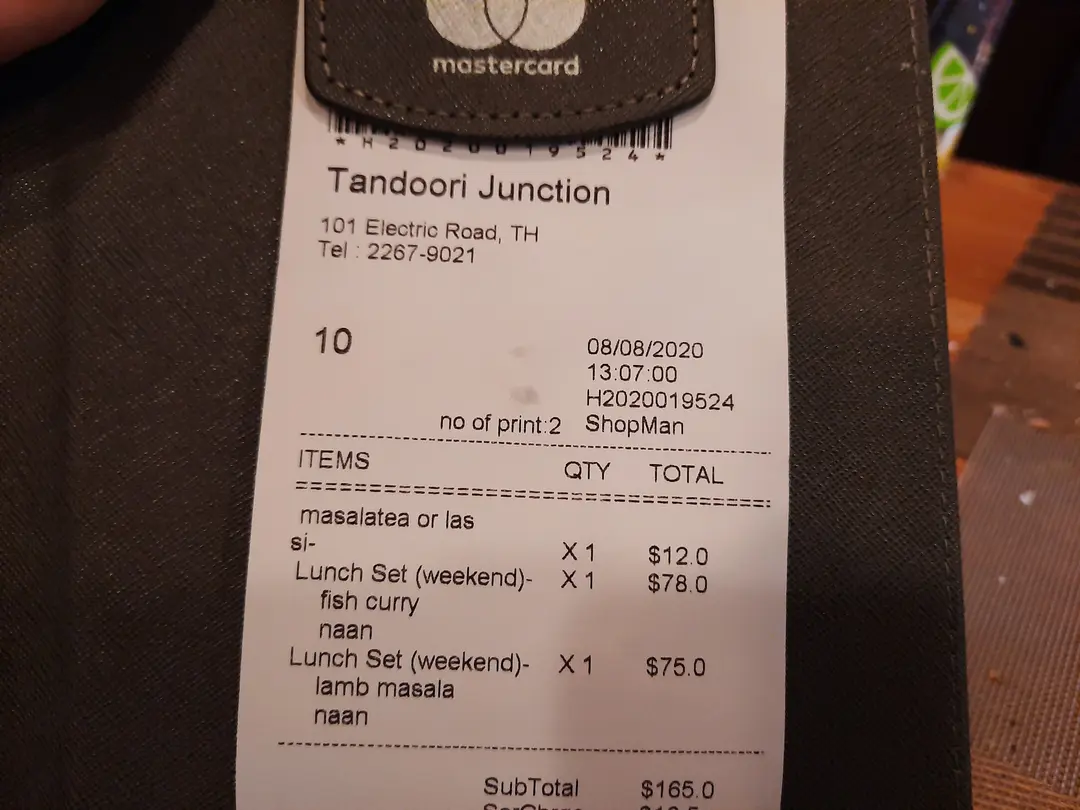 mastercard
*H2020019524*
Tandoori Junction
101 Electric Road, TH
Tel : 2267-9021
10
08/08/2020
13:07:00
H2020019524
no of print:2 ShopMan
ITEMS QTY TOTAL
masalatea or las
si- X 1 $12.0
Lunch Set (weekend)- X 1 $78.0
fish curry
naan
Lunch Set (weekend)- X 1 $75.0
lamb masala
naan
SubTotal $165.0